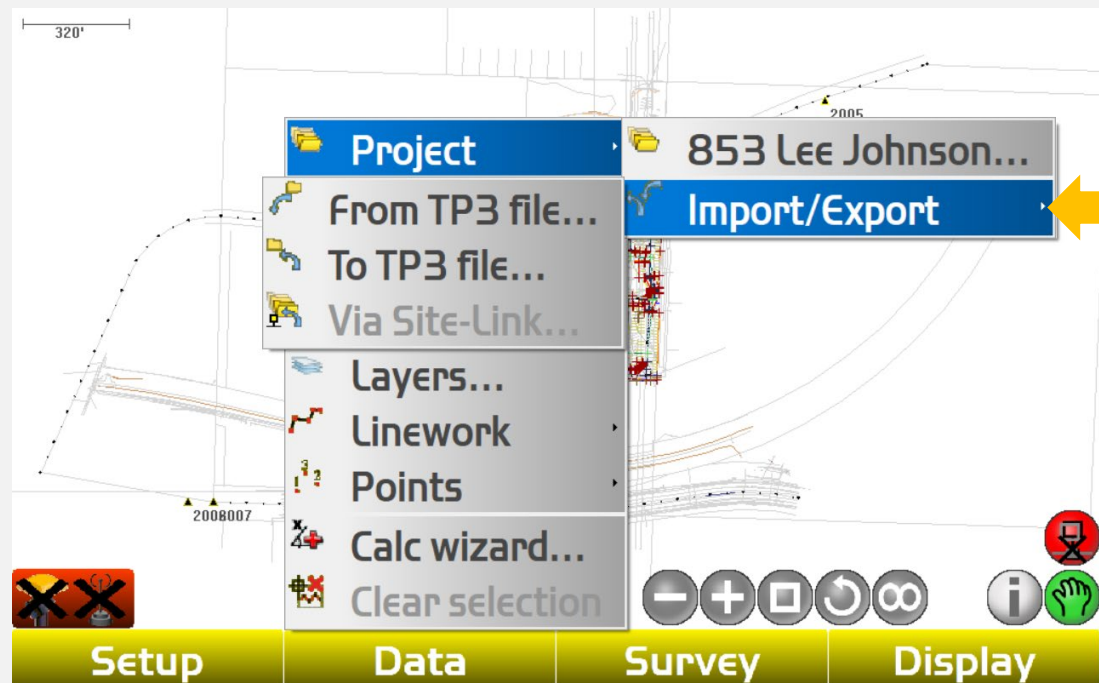 320'
2005
Project
853 Lee Johnson...
From TP3 file...
Import/Export
To TP3 file...
Via Site-Link...
Layers...
Linework
Points
2008007
Calc wizard...
Clear selection
Setup
Data
Survey
Display